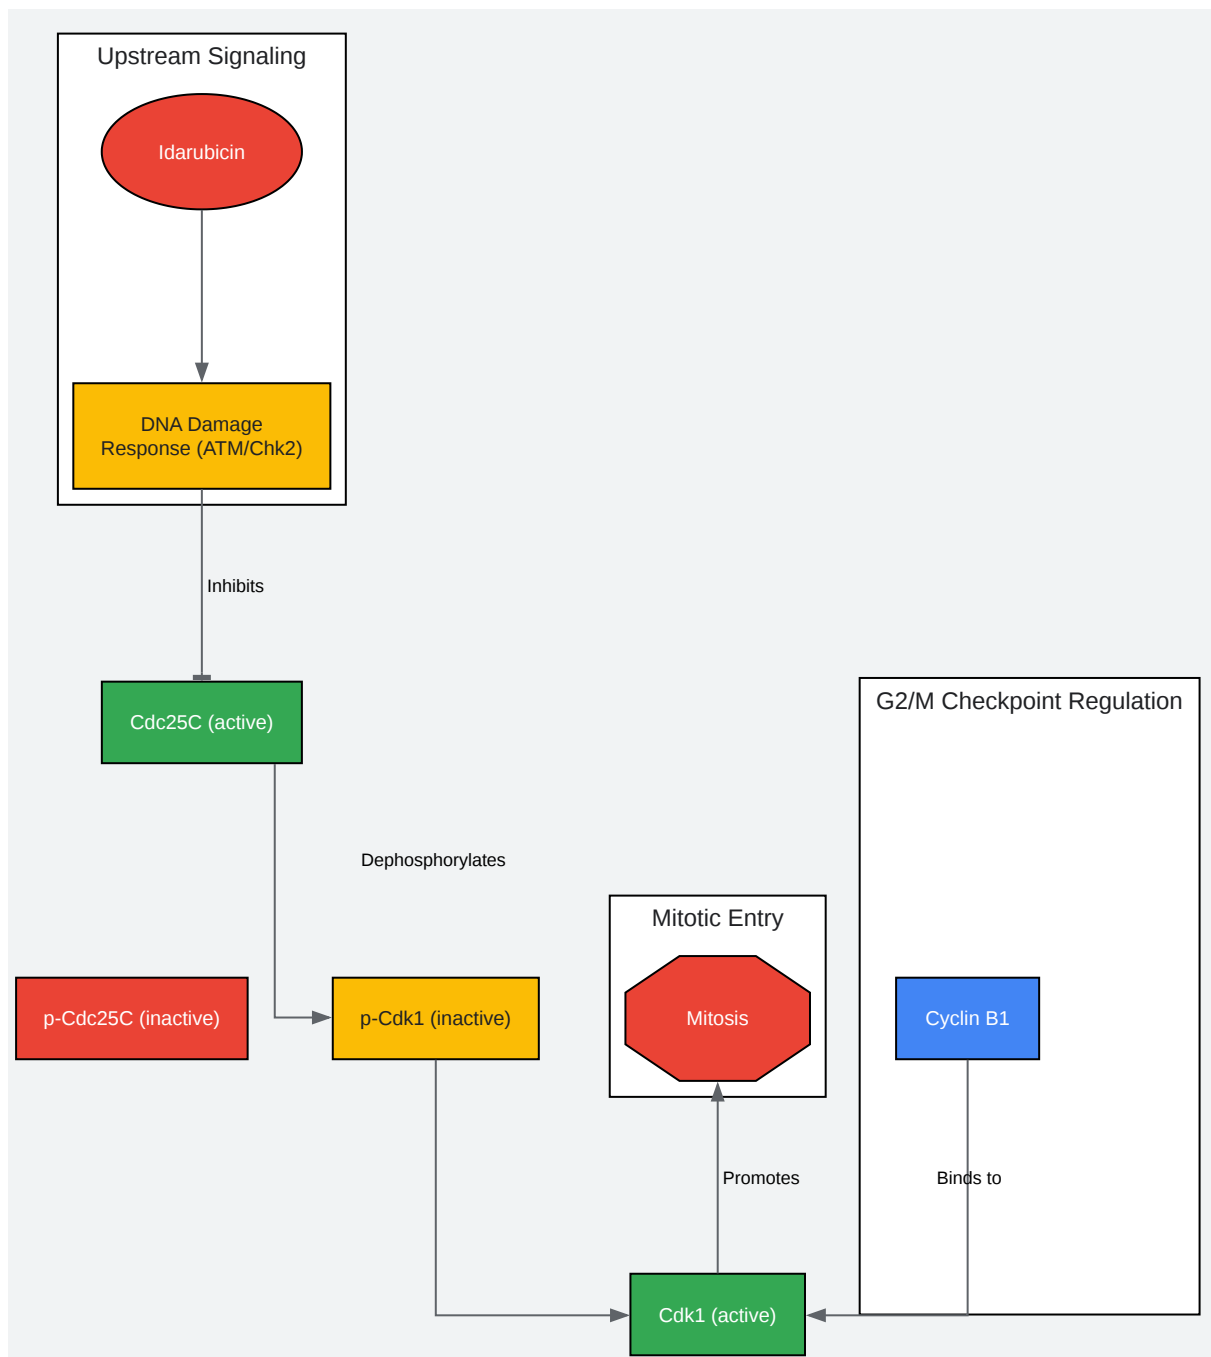 Upstream Signaling
Idarubicin
DNA Damage
Response (ATM/Chk2)
Inhibits
Cdc25C (active)
G2/M Checkpoint Regulation
Dephosphorylates
Mitotic Entry
p-Cdc25C (inactive)
p-Cdk1 (inactive)
Mitosis
Cyclin B1
Promotes
Binds to
Cdk1 (active)